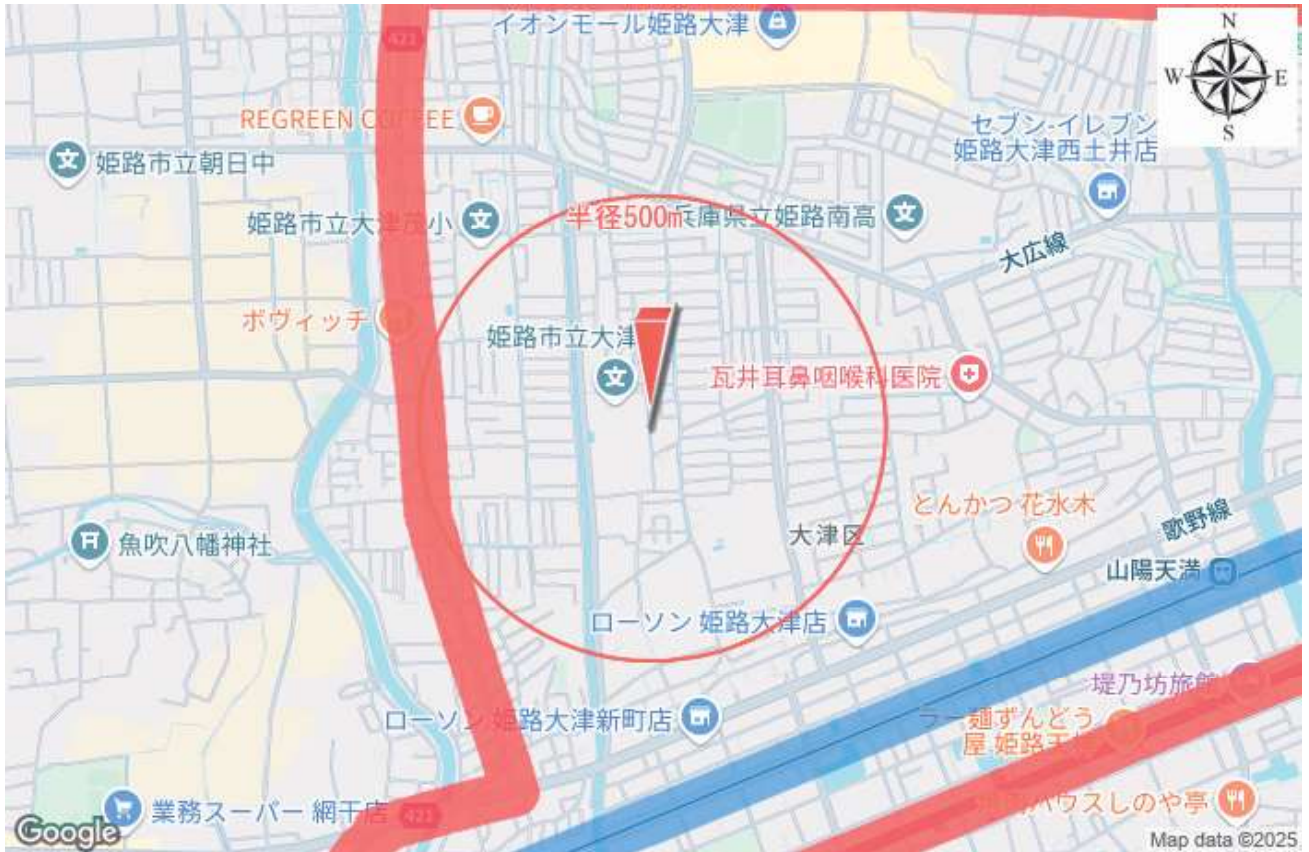 イオンモール姫路大津
N
W
E
S
421
REGREEN COFFEE
セブン-イレブン
姫路大津西土井店
姫路市立朝日中
姫路市立大津茂小
半径500m
兵庫県立姫路南高
大広線
ボヴィッチ
姫路市立大津
瓦井耳鼻咽喉科医院
とんかつ 花水木
歌野線
魚吹八幡神社
大津区
山陽天満
ローソン 姫路大津店
堤乃坊旅館
ローソン 姫路大津新町店
ラー麺ずんどう
屋 姫路天
業務スーパー 網干店
421
ハウスしのや亭
Google
Map data ©2025